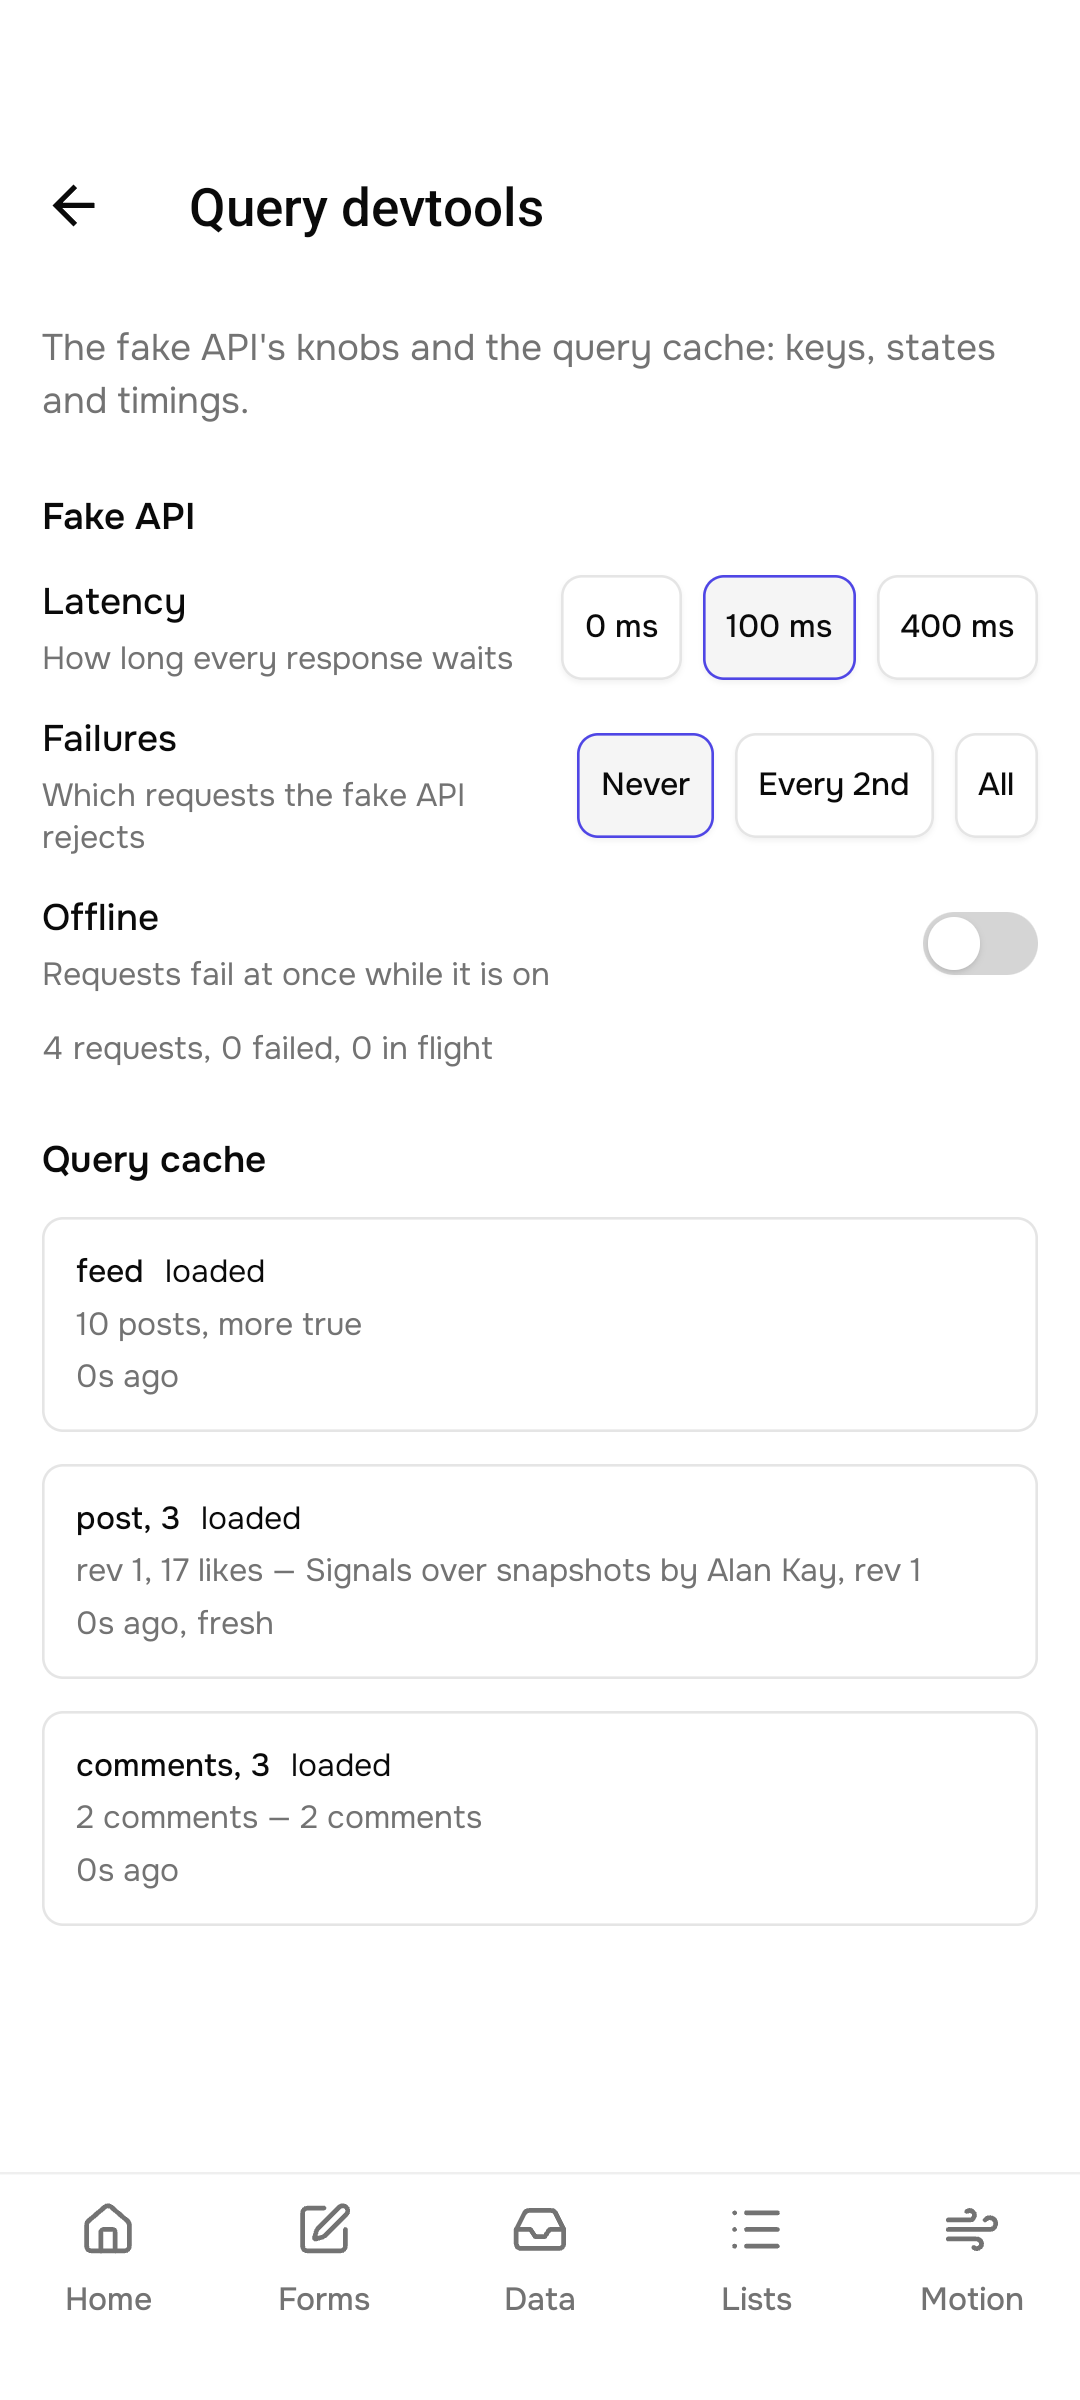 Query devtools
The fake API's knobs and the query cache: keys, states
and timings.
Fake API
Latency
How long every response waits
0 ms
100 ms
400 ms
Failures
Which requests the fake API
rejects
Never
Every 2nd
All
Offline
Requests fail at once while it is on
4 requests, 0 failed, 0 in flight
Query cache
feed loaded
10 posts, more true
0s ago
post, 3 loaded
rev 1, 17 likes — Signals over snapshots by Alan Kay, rev 1
0s ago, fresh
comments, 3 loaded
2 comments — 2 comments
0s ago
Home
Forms
Data
Lists
Motion